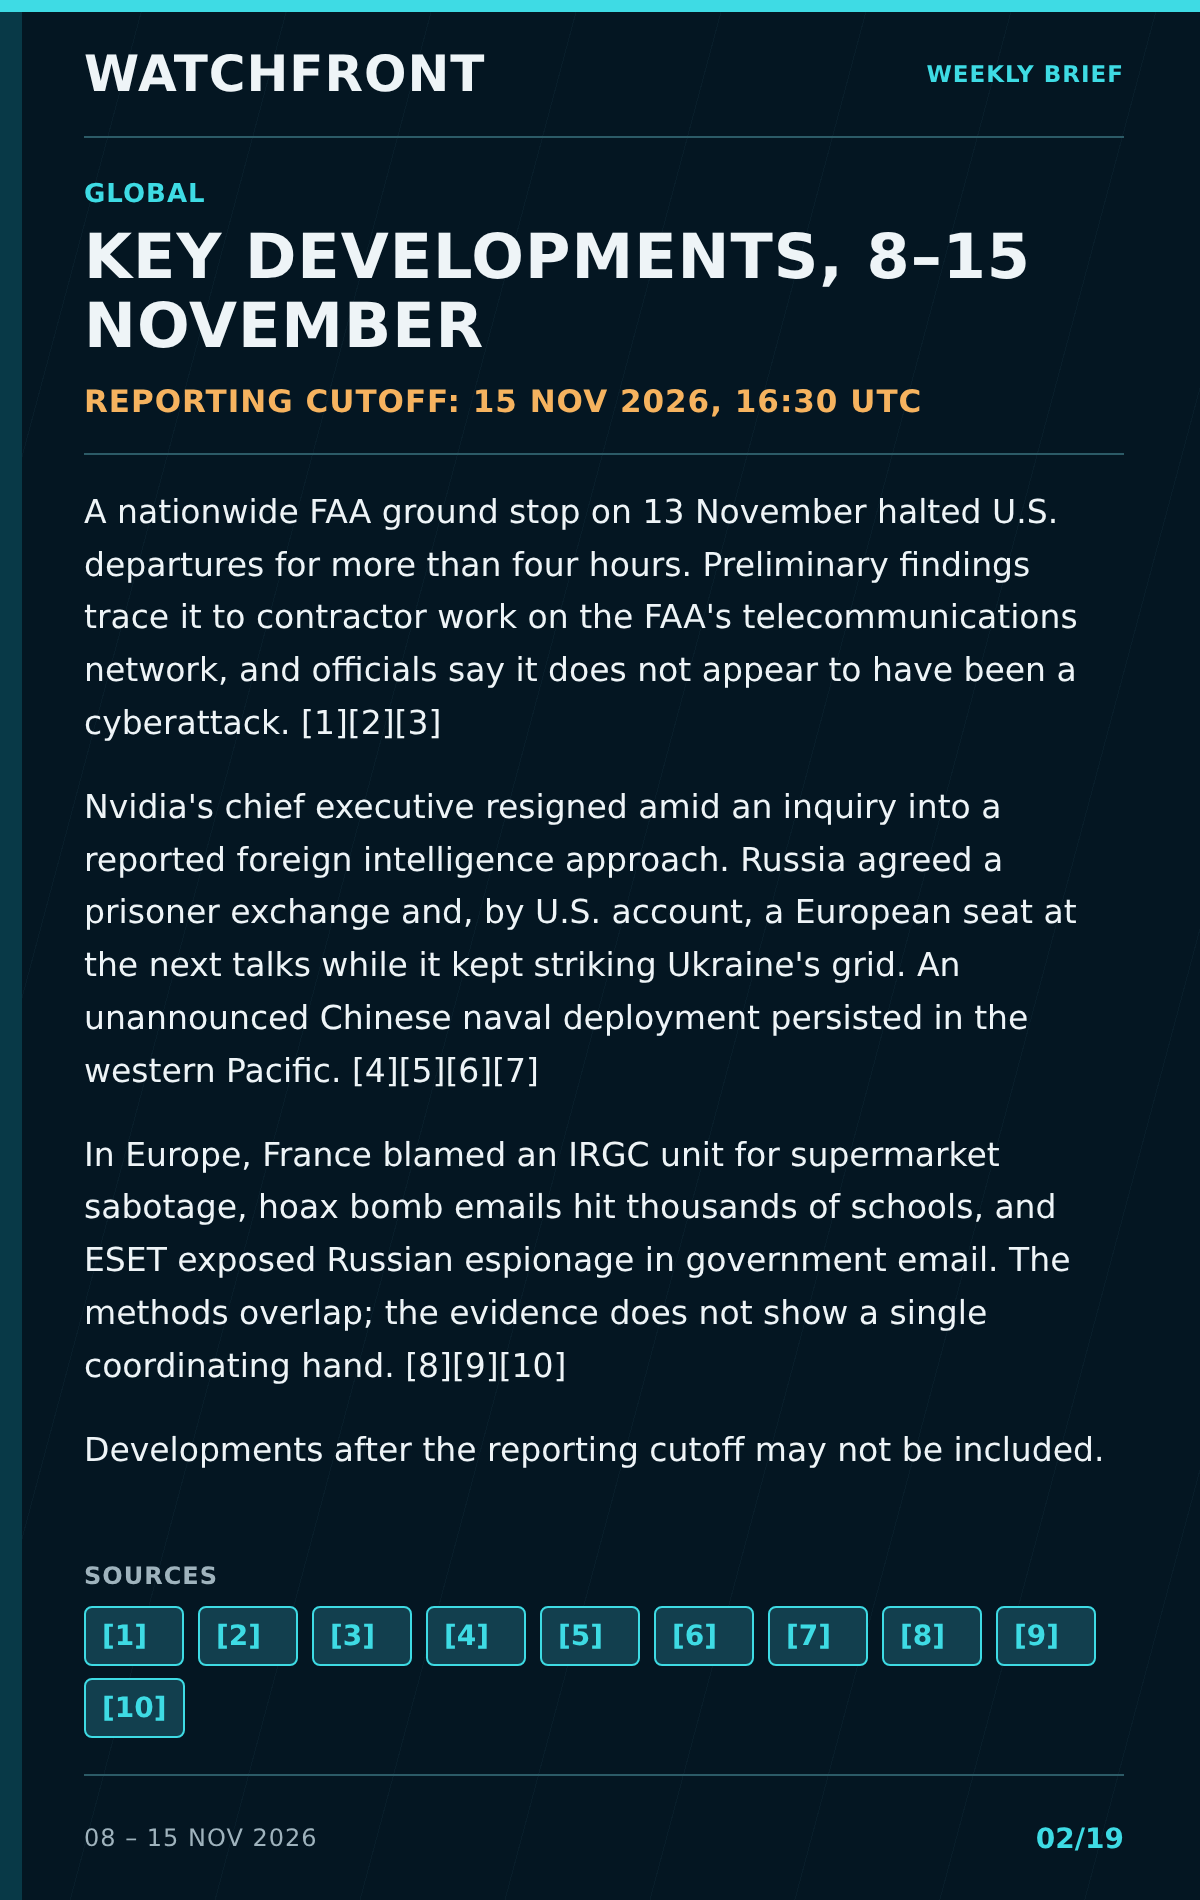 WATCHFRONT
WEEKLY BRIEF
GLOBAL
KEY DEVELOPMENTS, 8–15
NOVEMBER
REPORTING CUTOFF: 15 NOV 2026, 16:30 UTC
A nationwide FAA ground stop on 13 November halted U.S.
departures for more than four hours. Preliminary findings
trace it to contractor work on the FAA's telecommunications
network, and officials say it does not appear to have been a
cyberattack. [1][2][3]
Nvidia's chief executive resigned amid an inquiry into a
reported foreign intelligence approach. Russia agreed a
prisoner exchange and, by U.S. account, a European seat at
the next talks while it kept striking Ukraine's grid. An
unannounced Chinese naval deployment persisted in the
western Pacific. [4][5][6][7]
In Europe, France blamed an IRGC unit for supermarket
sabotage, hoax bomb emails hit thousands of schools, and
ESET exposed Russian espionage in government email. The
methods overlap; the evidence does not show a single
coordinating hand. [8][9][10]
Developments after the reporting cutoff may not be included.
SOURCES
[1] [2] [3] [4] [5] [6] [7] [8] [9]
[10]
08 – 15 NOV 2026
02/19